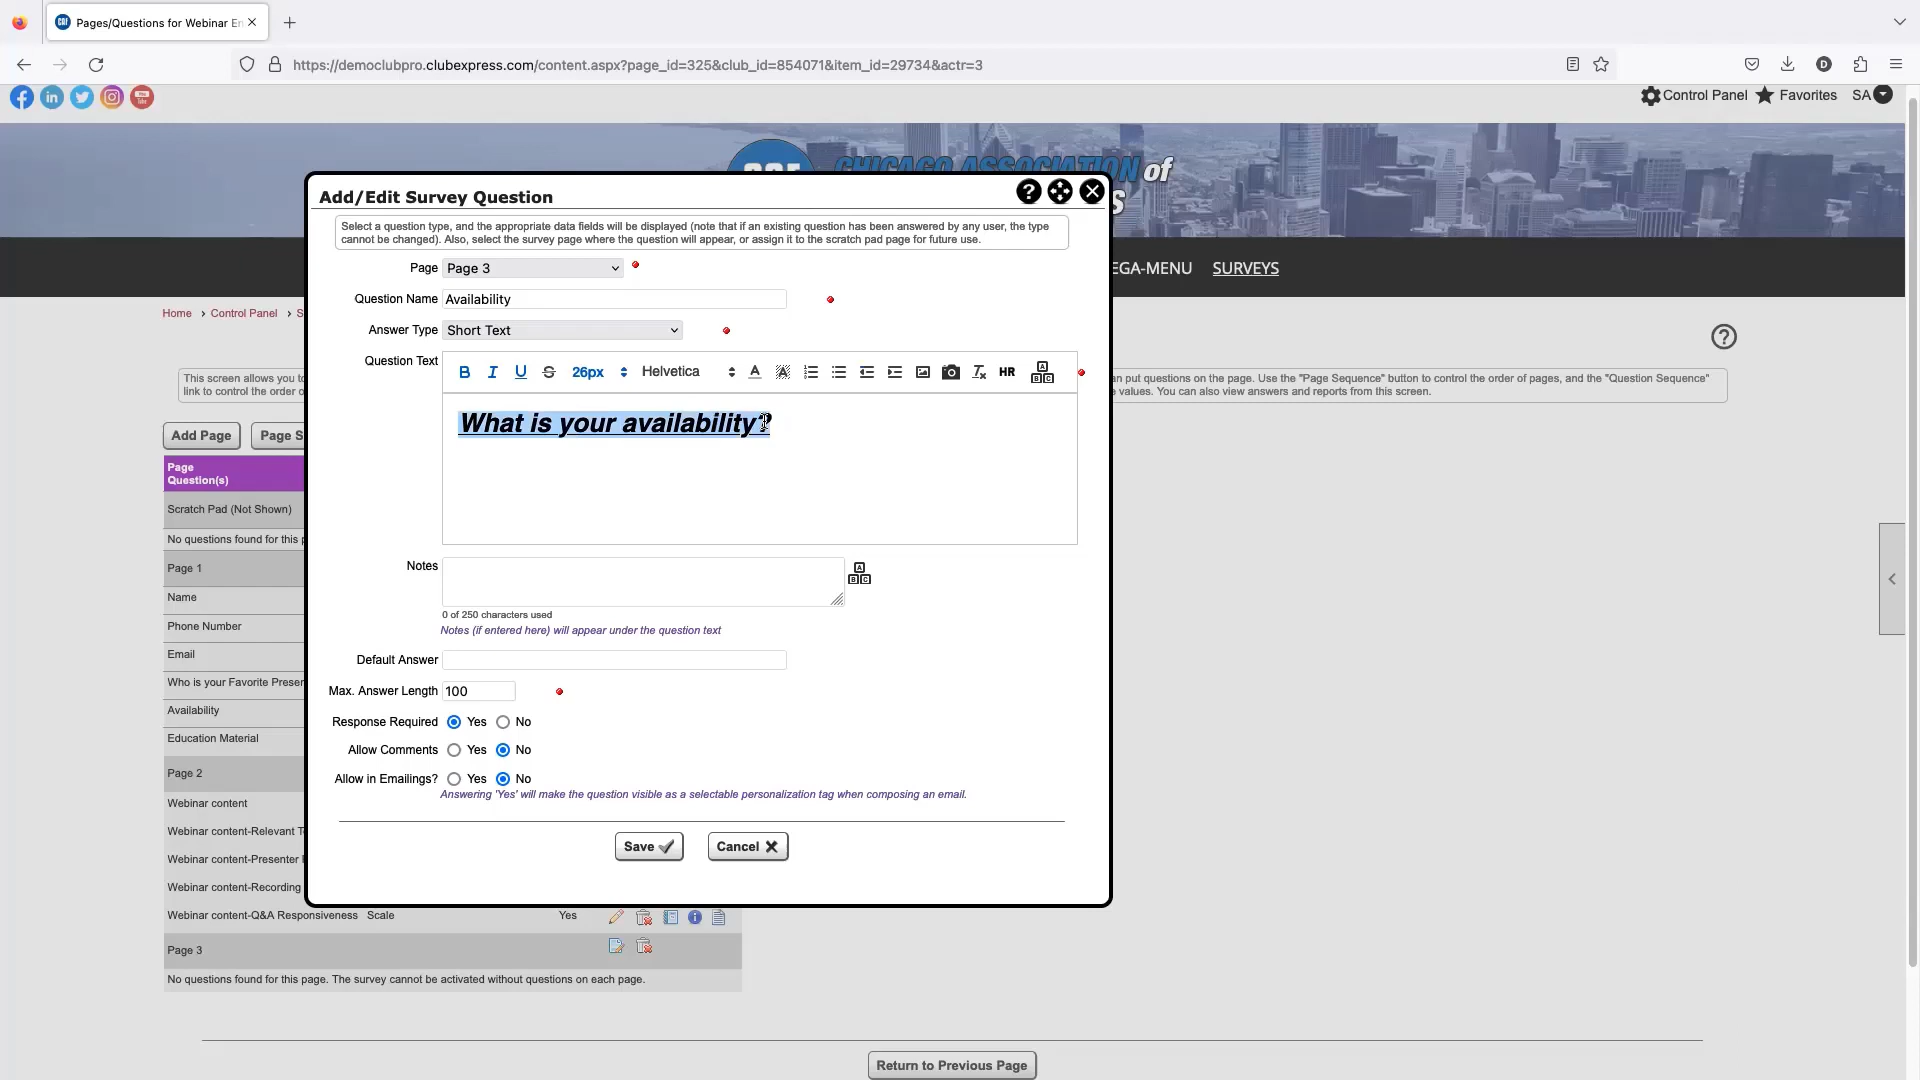 Pages/Questions for Webinar En
https://democlubpro.clubexpress.com/content.aspx?page_id=325&club_id=854071&item_id=29734&actr=3
D
Control Panel
Favorites
SA
CHICAGO ASSOCIATION of
EGA-MENU
SURVEYS
Home > Control Panel >
Add/Edit Survey Question
Select a question type, and the appropriate data fields will be displayed (note that if an existing question has been answered by any user, the type
cannot be changed). Also, select the survey page where the question will appear, or assign it to the scratch pad page for future use.
Page Page 3
Question Name Availability
Answer Type Short Text
Question Text
B I U S 26px Helvetica A HR
What is your availability?
Notes
0 of 250 characters used
Notes (if entered here) will appear under the question text
Default Answer
Max. Answer Length 100
Response Required Yes No
Allow Comments Yes No
Allow in Emailings? Yes No
Answering 'Yes' will make the question visible as a selectable personalization tag when composing an email.
Save
Cancel
This screen allows you to
link to control the order o
an put questions on the page. Use the "Page Sequence" button to control the order of pages, and the "Question Sequence"
values. You can also view answers and reports from this screen.
Add Page
Page S
Page
Question(s)
Scratch Pad (Not Shown)
No questions found for this p
Page 1
Name
Phone Number
Email
Who is your Favorite Presen
Availability
Education Material
Page 2
Webinar content
Webinar content-Relevant T
Webinar content-Presenter
Webinar content-Recording
Webinar content-Q&A Responsiveness Scale Yes
Page 3
No questions found for this page. The survey cannot be activated without questions on each page.
Return to Previous Page